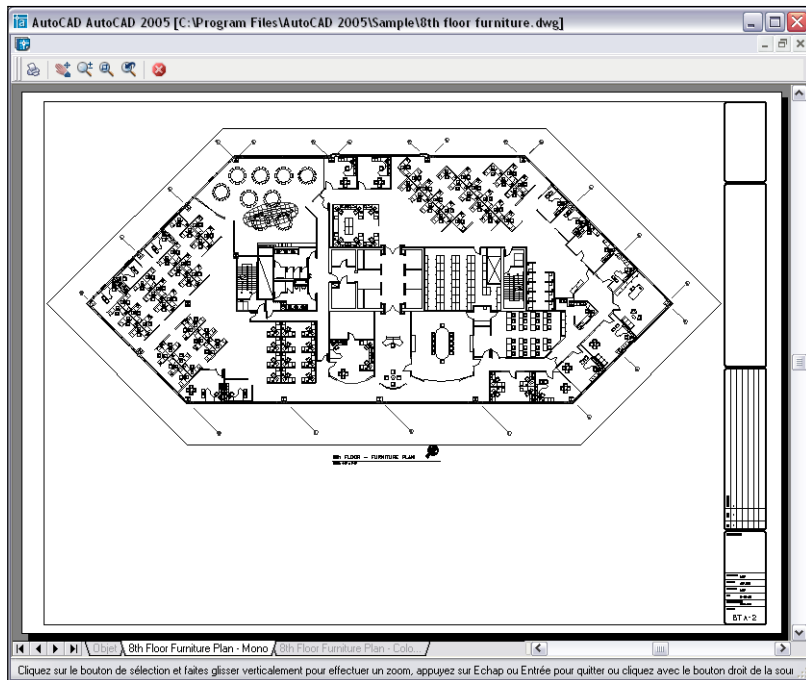 AutoCAD AutoCAD 2005 [C:\Program Files\AutoCAD 2005\Sample\8th floor furniture.dwg]
8th FLOOR - FURNITURE PLAN
Objet 8th Floor Furniture Plan - Mono 8th Floor Furniture Plan - Colo...
Cliquez sur le bouton de sélection et faites glisser verticalement pour effectuer un zoom, appuyez sur Echap ou Entrée pour quitter ou cliquez avec le bouton droit de la sour